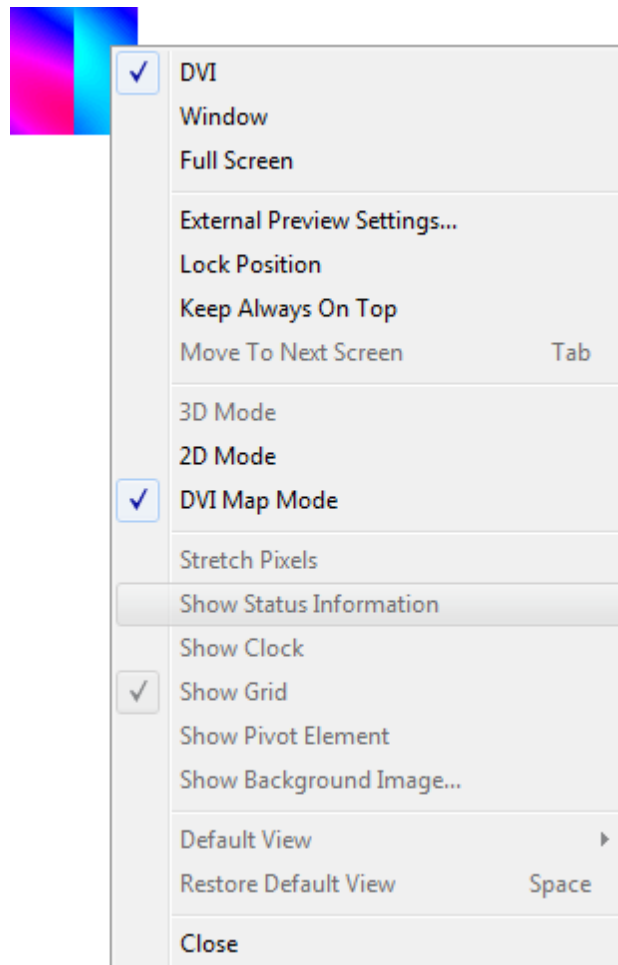 DVI
Window
Full Screen
External Preview Settings...
Lock Position
Keep Always On Top
Move To Next Screen Tab
3D Mode
2D Mode
DVI Map Mode
Stretch Pixels
Show Status Information
Show Clock
Show Grid
Show Pivot Element
Show Background Image...
Default View
Restore Default View Space
Close